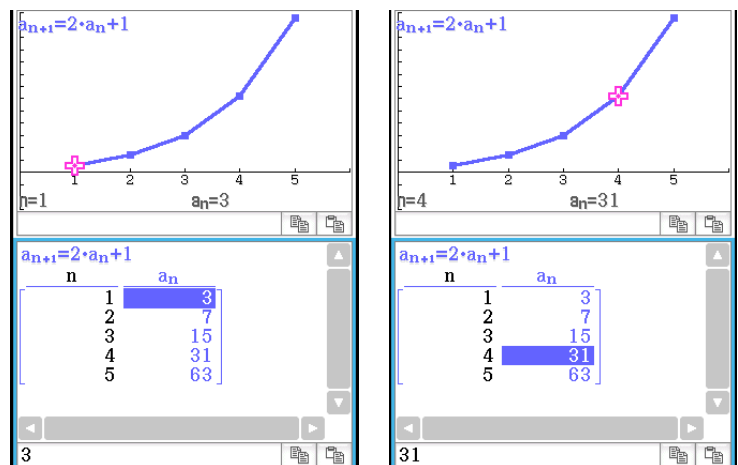 aₙ₊₁=2·aₙ+1
1 2 3 4 5
n=1 aₙ=3
aₙ₊₁=2·aₙ+1
n aₙ
1 3
2 7
3 15
4 31
5 63
3
aₙ₊₁=2·aₙ+1
1 2 3 4 5
n=4 aₙ=31
aₙ₊₁=2·aₙ+1
n aₙ
1 3
2 7
3 15
4 31
5 63
31